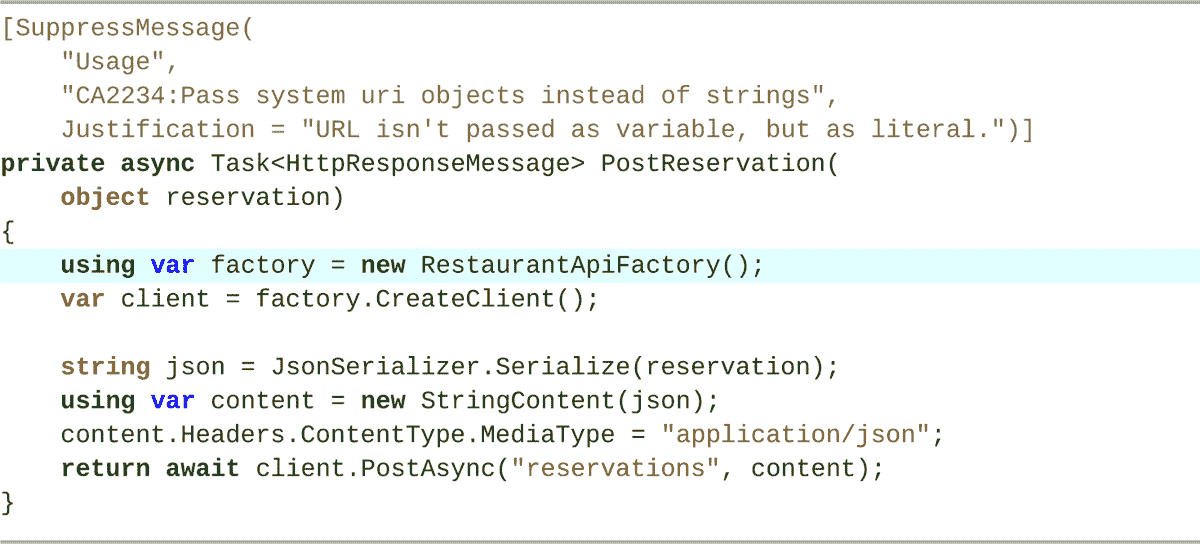 [SuppressMessage(
    "Usage",
    "CA2234:Pass system uri objects instead of strings",
    Justification = "URL isn't passed as variable, but as literal.")]
private async Task<HttpResponseMessage> PostReservation(
    object reservation)
{
    using var factory = new RestaurantApiFactory();
    var client = factory.CreateClient();

    string json = JsonSerializer.Serialize(reservation);
    using var content = new StringContent(json);
    content.Headers.ContentType.MediaType = "application/json";
    return await client.PostAsync("reservations", content);
}